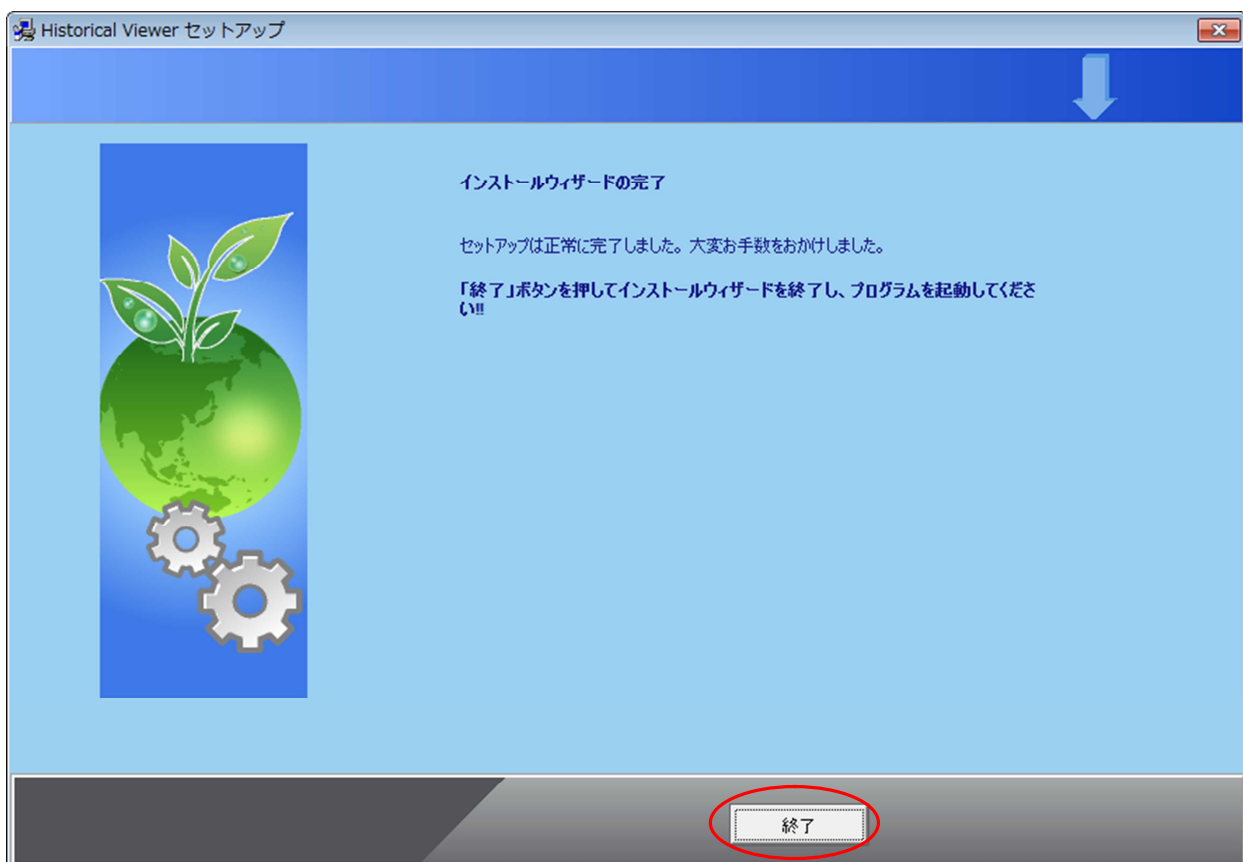 Historical Viewer セットアップ
インストールウィザードの完了
セットアップは正常に完了しました。大変お手数をおかけしました。
「終了」ボタンを押してインストールウィザードを終了し、プログラムを起動してくださ
い!!
終了